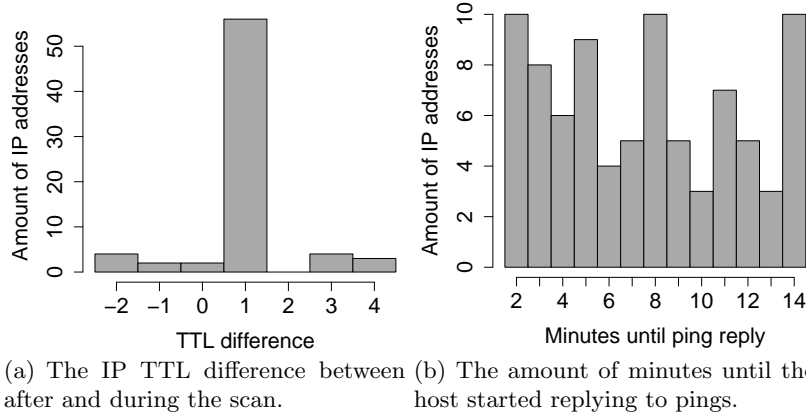 Amount of IP addresses
0 10 20 30 40 50
−2 −1 0 1 2 3 4
TTL difference
(a) The IP TTL difference between
after and during the scan.
Amount of IP addresses
0 2 4 6 8 10
2 4 6 8 10 12 14
Minutes until ping reply
(b) The amount of minutes until the
host started replying to pings.